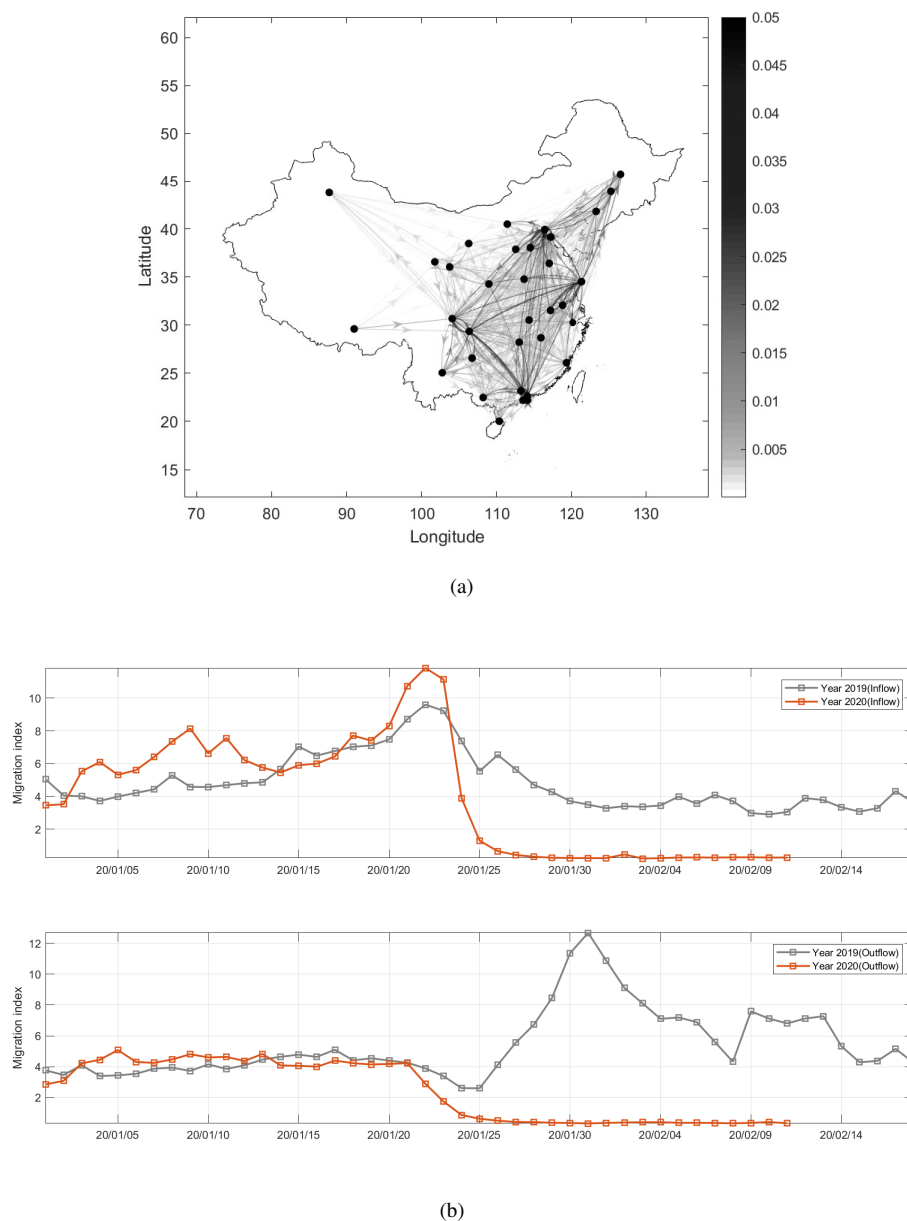 60
55
50
45
40
35
30
25
20
15
Latitude
70 80 90 100 110 120 130
Longitude
0.05
0.045
0.04
0.035
0.03
0.025
0.02
0.015
0.01
0.005
(a)
Migration index
10
8
6
4
2
Year 2019(Inflow)
Year 2020(Inflow)
20/01/05 20/01/10 20/01/15 20/01/20 20/01/25 20/01/30 20/02/04 20/02/09 20/02/14
Migration index
12
10
8
6
4
2
Year 2019(Outflow)
Year 2020(Outflow)
20/01/05 20/01/10 20/01/15 20/01/20 20/01/25 20/01/30 20/02/04 20/02/09 20/02/14
(b)